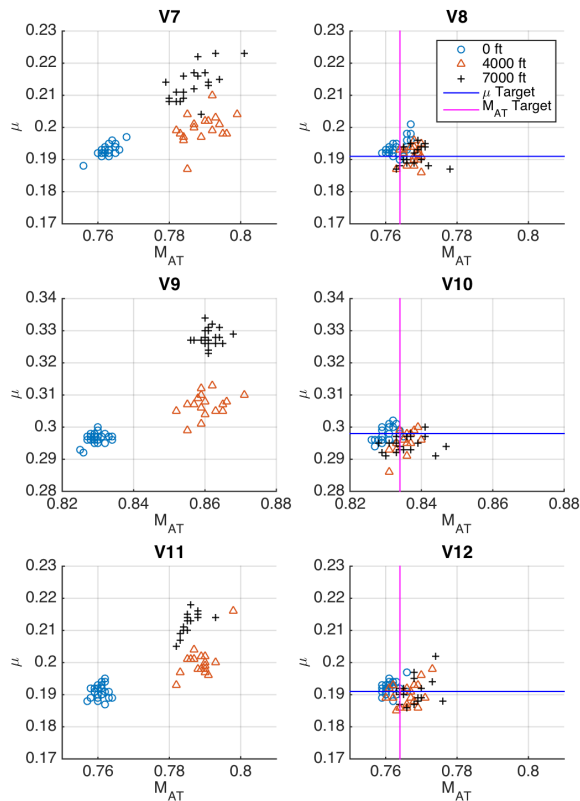 V7
0.23
0.22
0.21
0.2
0.19
0.18
0.17
μ
0.76 0.78 0.8
M_AT
V8
0.23
0.22
0.21
0.2
0.19
0.18
0.17
μ
0 ft
4000 ft
7000 ft
μ Target
M_AT Target
0.76 0.78 0.8
M_AT
V9
0.34
0.33
0.32
0.31
0.3
0.29
0.28
μ
0.82 0.84 0.86 0.88
M_AT
V10
0.34
0.33
0.32
0.31
0.3
0.29
0.28
μ
0.82 0.84 0.86 0.88
M_AT
V11
0.23
0.22
0.21
0.2
0.19
0.18
0.17
μ
0.76 0.78 0.8
M_AT
V12
0.23
0.22
0.21
0.2
0.19
0.18
0.17
μ
0.76 0.78 0.8
M_AT